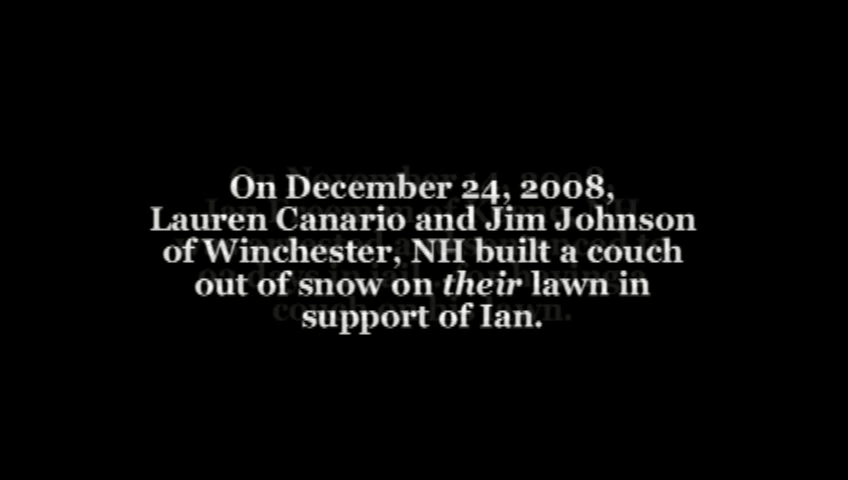 On December 24, 2008,
Lauren Canario and Jim Johnson
of Winchester, NH built a couch
out of snow on their lawn in
support of Ian.